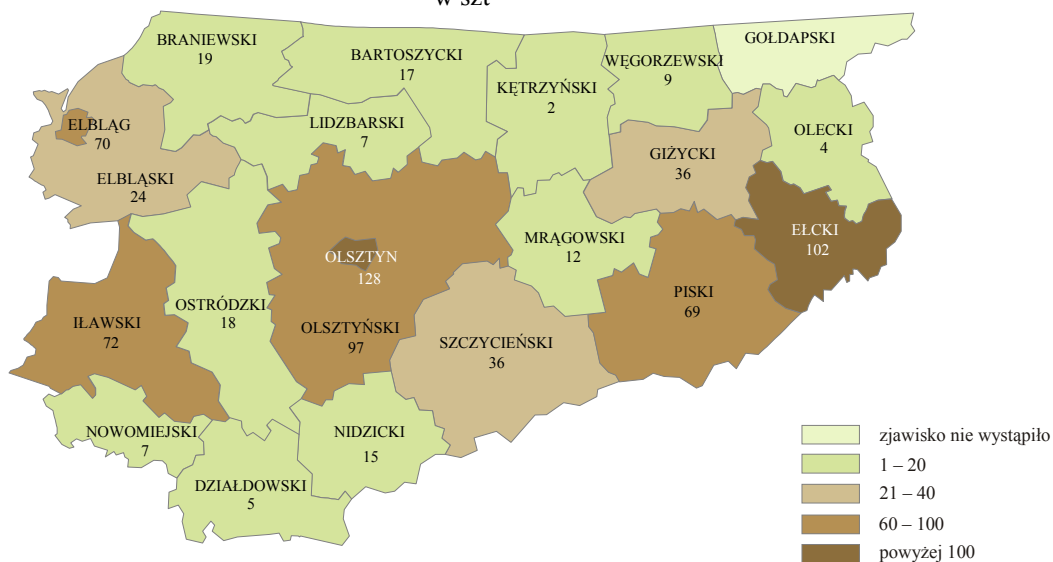 w szt
BRANIEWSKI
19
BARTOSZYCKI
17
KĘTRZYŃSKI
2
WĘGORZEWSKI
9
GOŁDAPSKI
ELBLĄG
70
LIDZBARSKI
7
GIŻYCKI
36
OLECKI
4
ELBLĄSKI
24
OLSZTYN
128
MRĄGOWSKI
12
EŁCKI
102
IŁAWSKI
72
OSTRÓDZKI
18
OLSZTYŃSKI
97
SZCZYCIEŃSKI
36
PISKI
69
NOWOMIEJSKI
7
NIDZICKI
15
DZIAŁDOWSKI
5
zjawisko nie wystąpiło
1 – 20
21 – 40
60 – 100
powyżej 100